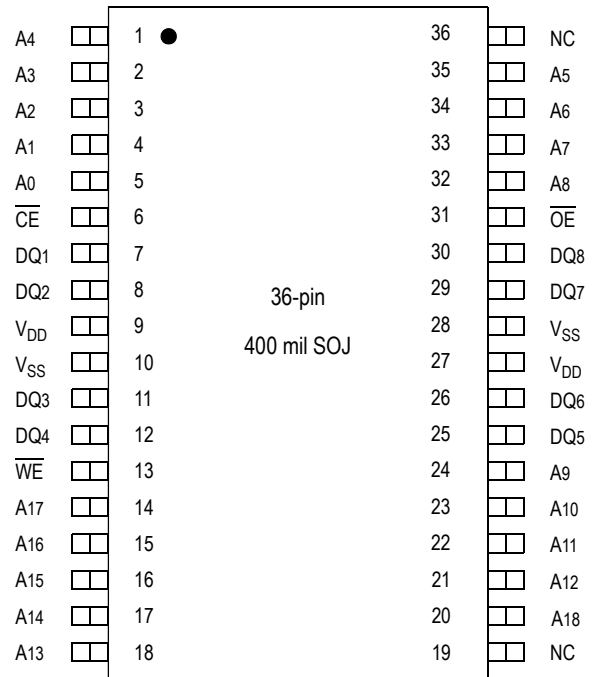 A4 1 36 NC
A3 2 35 A5
A2 3 34 A6
A1 4 33 A7
A0 5 32 A8
C̅E̅ 6 31 O̅E̅
DQ1 7 30 DQ8
DQ2 8 29 DQ7
36-pin
VDD 9 28 VSS
400 mil SOJ
VSS 10 27 VDD
DQ3 11 26 DQ6
DQ4 12 25 DQ5
W̅E̅ 13 24 A9
A17 14 23 A10
A16 15 22 A11
A15 16 21 A12
A14 17 20 A18
A13 18 19 NC